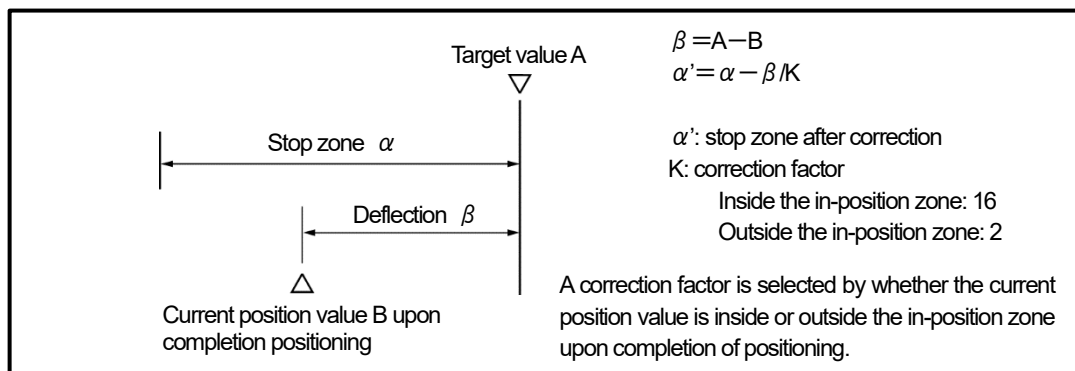 Target value A
Stop zone α
Deflection β
Current position value B upon
completion positioning
β=A−B
α'=α−β/K
α': stop zone after correction
K: correction factor
Inside the in-position zone: 16
Outside the in-position zone: 2
A correction factor is selected by whether the current
position value is inside or outside the in-position zone
upon completion of positioning.